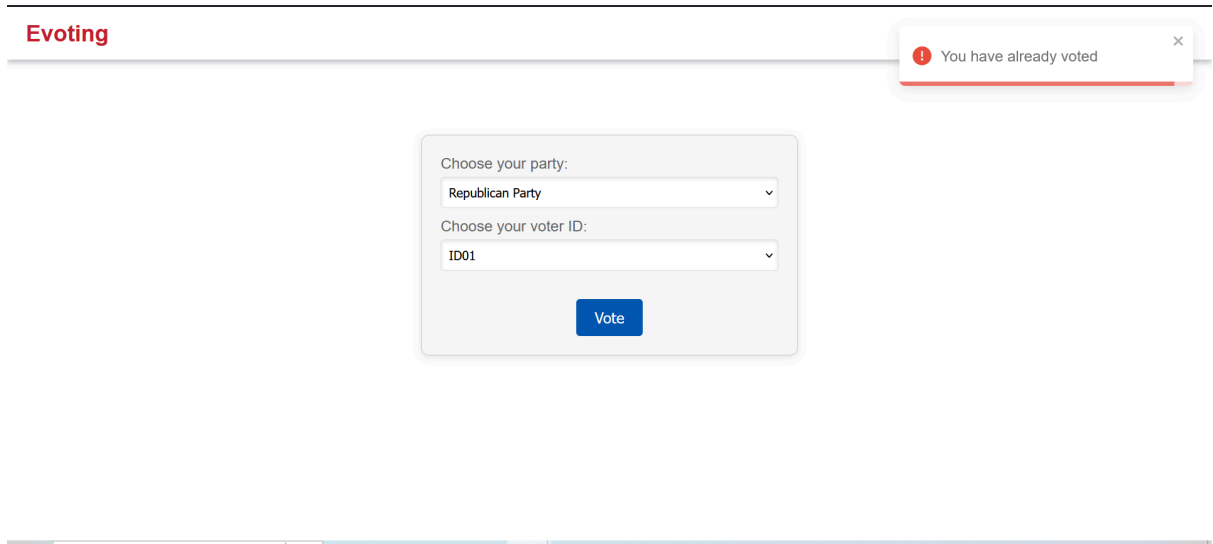 Evoting
You have already voted
Choose your party:
Republican Party
Choose your voter ID:
ID01
Vote